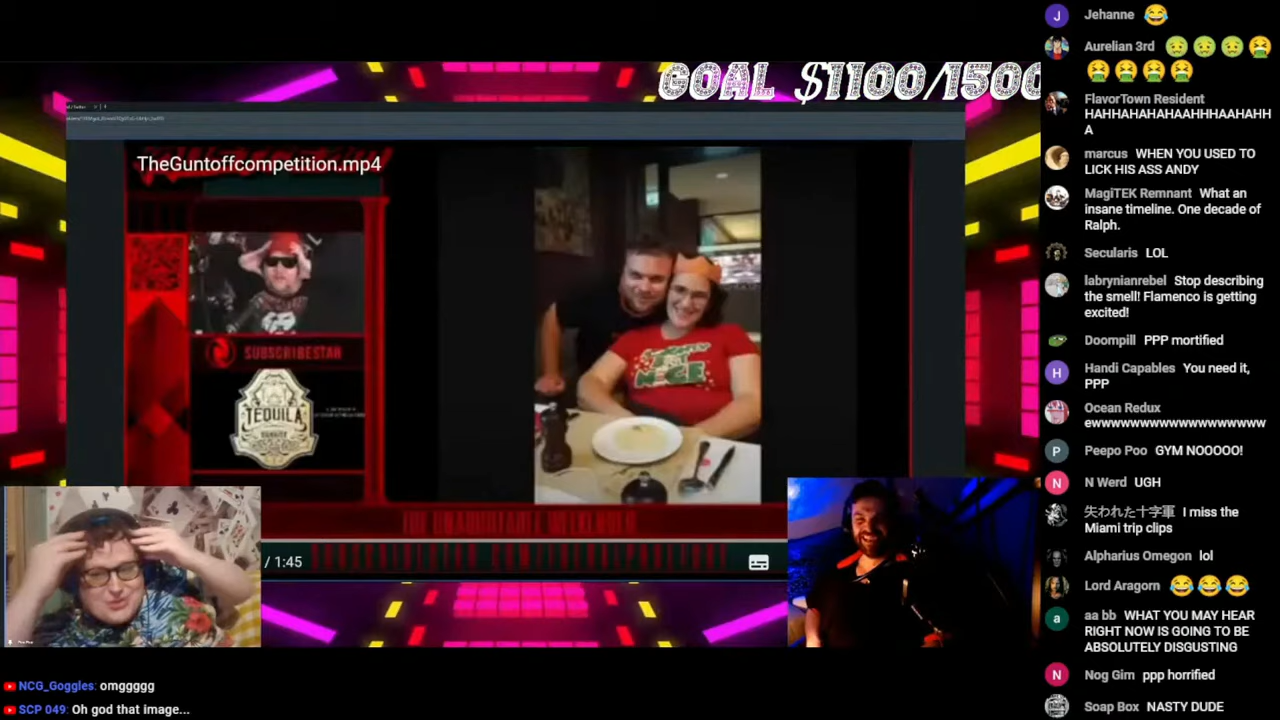 GOAL $1100/1500
TheGuntoffcompetition.mp4
SUBSCRIBESTAR
TEQUILA
/ 1:45
NCG_Goggles: omggggg
SCP 049: Oh god that image...
Jehanne 😂
Aurelian 3rd 🤢🤢🤢🤮
🤮🤮🤮🤮
FlavorTown Resident
HAHHAHAHAHAAHHHAAHAHH
A
marcus WHEN YOU USED TO
LICK HIS ASS ANDY
MagiTEK Remnant What an
insane timeline. One decade of
Ralph.
Secularis LOL
labrynianrebel Stop describing
the smell! Flamenco is getting
excited!
Doompill PPP mortified
Handi Capables You need it,
PPP
Ocean Redux
ewwwwwwwwwwwwwwwwww
Peepo Poo GYM NOOOOO!
N Werd UGH
失われた十字軍 I miss the
Miami trip clips
Alpharius Omegon lol
Lord Aragorn 😂😂😂
aa bb WHAT YOU MAY HEAR
RIGHT NOW IS GOING TO BE
ABSOLUTELY DISGUSTING
Nog Gim ppp horrified
Soap Box NASTY DUDE